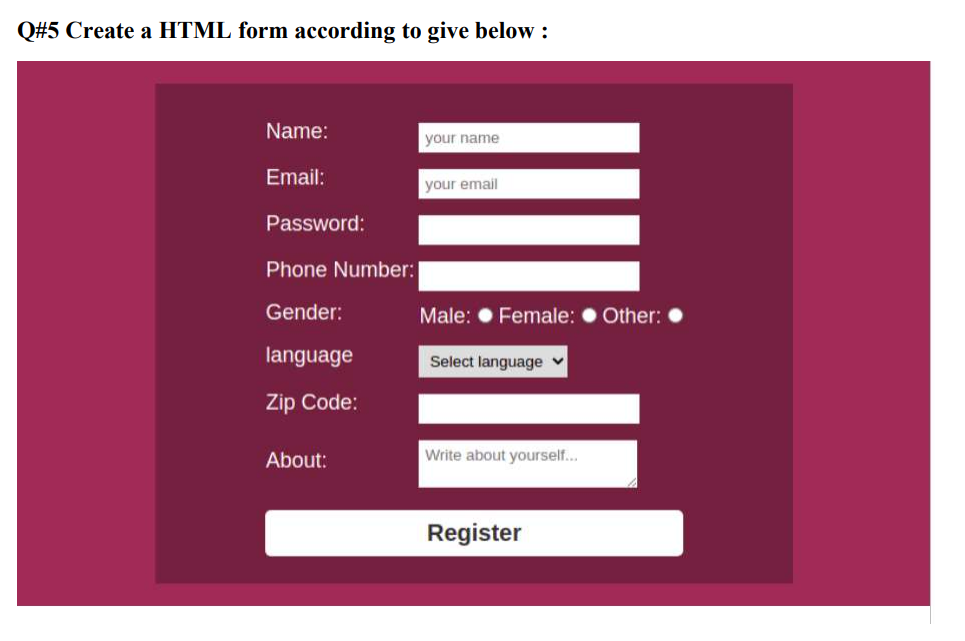 Q#5 Create a HTML form according to give below :
Name:
your name
Email:
your email
Password:
Phone Number:
Gender:
Male: Female: Other:
language
Select language
Zip Code:
About:
Write about yourself...
Register